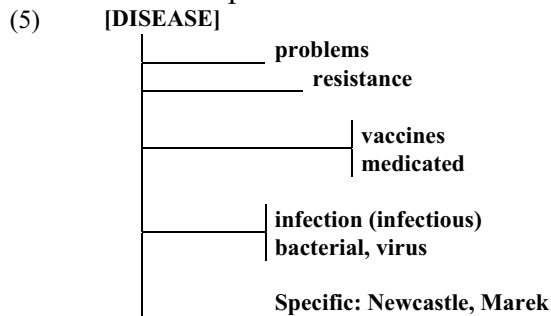 (5) [DISEASE]
problems
resistance
vaccines
medicated
infection (infectious)
bacterial, virus
Specific: Newcastle, Marek